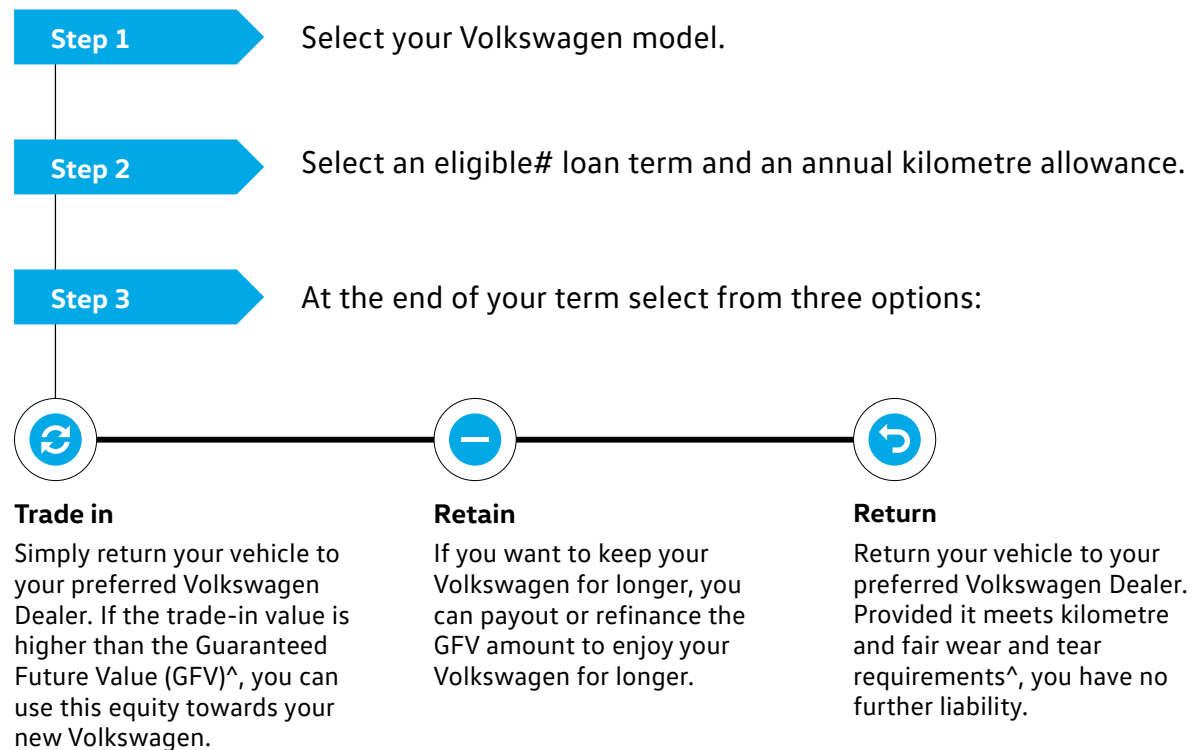 Step 1
Select your Volkswagen model.
Step 2
Select an eligible# loan term and an annual kilometre allowance.
Step 3
At the end of your term select from three options:
Trade in
Simply return your vehicle to
your preferred Volkswagen
Dealer. If the trade-in value is
higher than the Guaranteed
Future Value (GFV)^, you can
use this equity towards your
new Volkswagen.
Retain
If you want to keep your
Volkswagen for longer, you
can payout or refinance the
GFV amount to enjoy your
Volkswagen for longer.
Return
Return your vehicle to your
preferred Volkswagen Dealer.
Provided it meets kilometre
and fair wear and tear
requirements^, you have no
further liability.